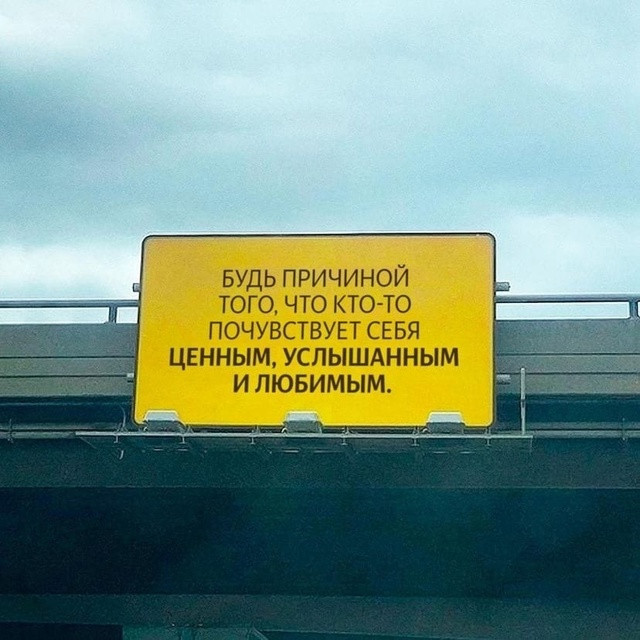 БУДЬ ПРИЧИНОЙ
ТОГО, ЧТО КТО-ТО
ПОЧУВСТВУЕТ СЕБЯ
ЦЕННЫМ, УСЛЫШАННЫМ
И ЛЮБИМЫМ.